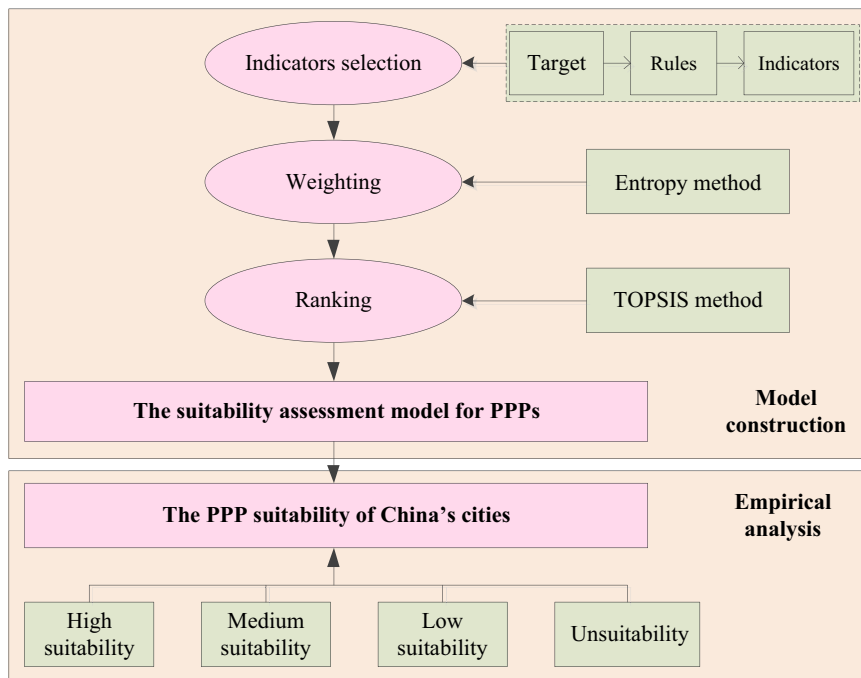 Indicators selection
Target
Rules
Indicators
Weighting
Entropy method
Ranking
TOPSIS method
The suitability assessment model for PPPs
Model
construction
The PPP suitability of China's cities
Empirical
analysis
High
suitability
Medium
suitability
Low
suitability
Unsuitability